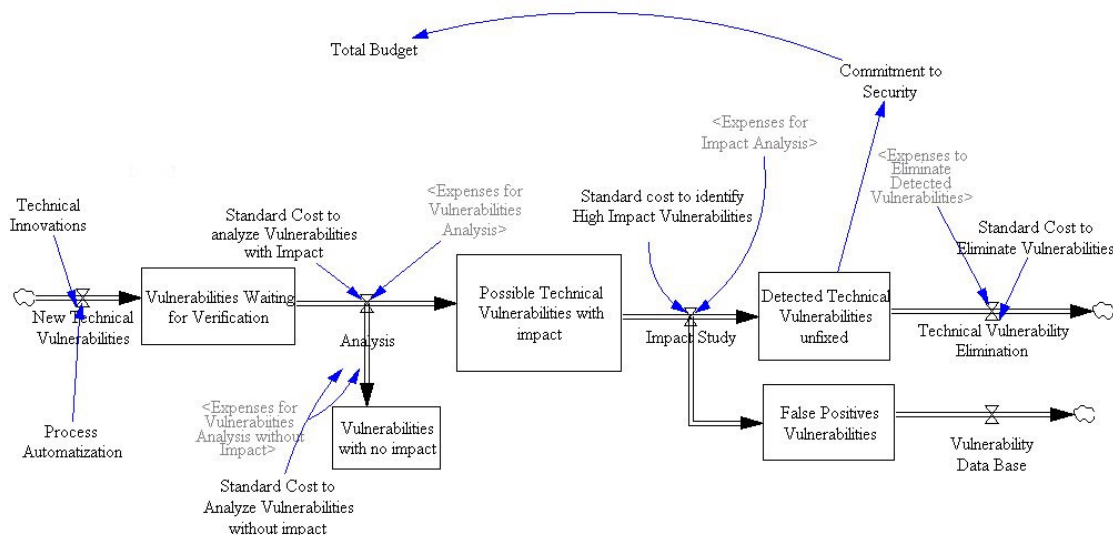 Total Budget
Commitment to
Security
<Expenses for
Impact Analysis>
<Expenses to
Eliminate
Detected
Vulnerabilities>
Technical
Innovations
Standard Cost to
analyze Vulnerabilities
with Impact
<Expenses for
Vulnerabilities
Analysis>
Standard cost to identify
High Impact Vulnerabilities
Standard Cost to
Eliminate Vulnerabilities
New Technical
Vulnerabilities
Vulnerabilities Waiting
for Verification
Analysis
Possible Technical
Vulnerabilities with
impact
Impact Study
Detected Technical
Vulnerabilities
unfixed
Technical Vulnerability
Elimination
Process
Automatization
<Expenses for
Vulnerabiities
Analysis without
Impact>
Vulnerabilities
with no impact
False Positives
Vulnerabilities
Vulnerability
Data Base
Standard Cost to
Analyze Vulnerabilities
without impact